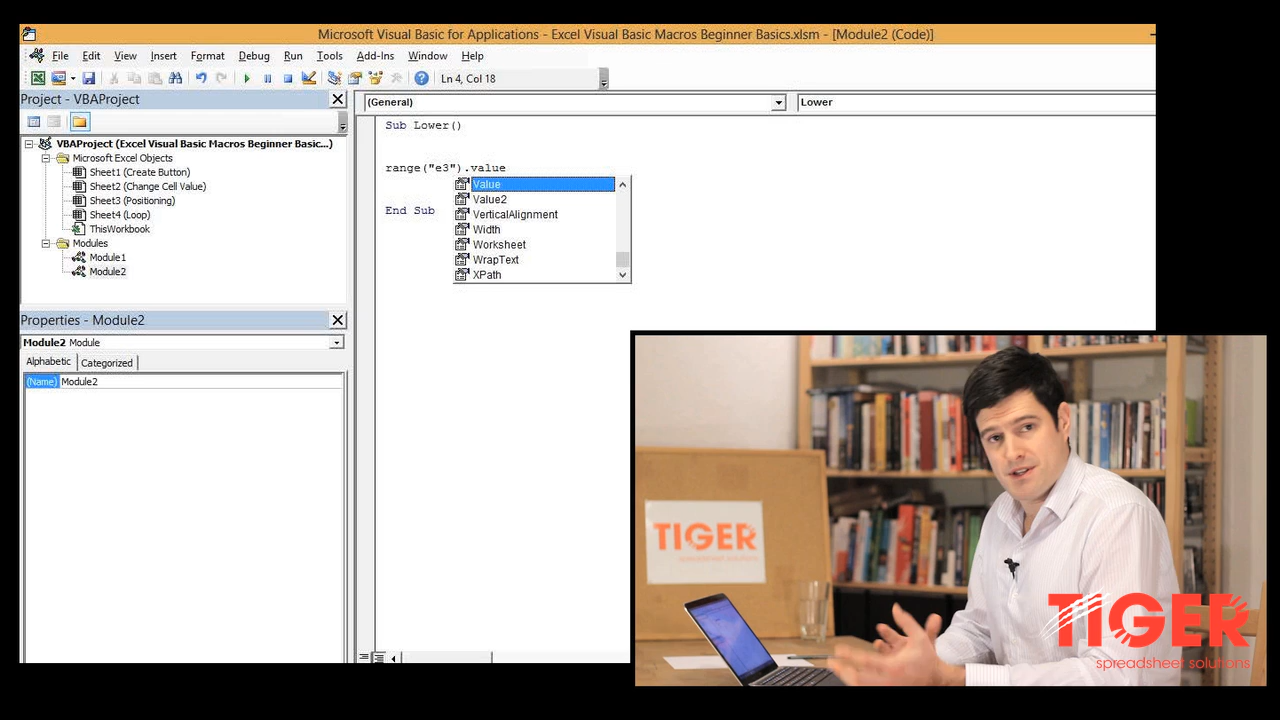 Microsoft Visual Basic for Applications - Excel Visual Basic Macros Beginner Basics.xlsm - [Module2 (Code)]
File Edit View Insert Format Debug Run Tools Add-Ins Window Help
Ln 4, Col 18
Project - VBAProject
(General)
Lower
VBAProject (Excel Visual Basic Macros Beginner Basic...)
Microsoft Excel Objects
Sheet1 (Create Button)
Sheet2 (Change Cell Value)
Sheet3 (Positioning)
Sheet4 (Loop)
ThisWorkbook
Modules
Module1
Module2
Sub Lower()
range("e3").value
Value
Value2
VerticalAlignment
Width
Worksheet
WrapText
XPath
End Sub
Properties - Module2
Module2 Module
Alphabetic Categorized
(Name) Module2
TIGER
spreadsheet solutions
TIGER
spreadsheet solutions